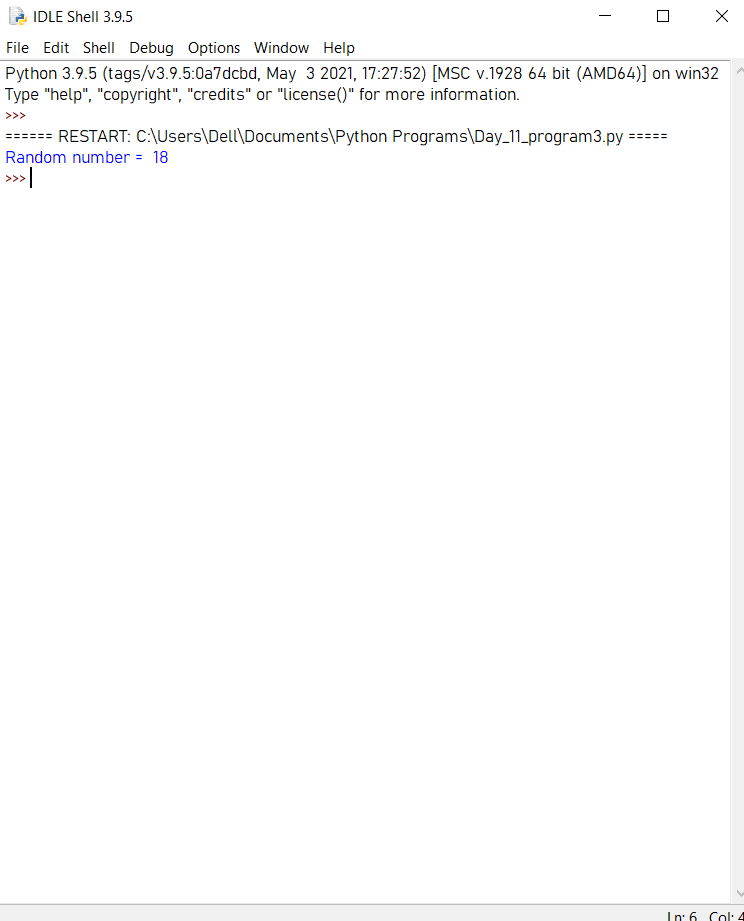 IDLE Shell 3.9.5
File Edit Shell Debug Options Window Help
Python 3.9.5 (tags/v3.9.5:0a7dcbd, May  3 2021, 17:27:52) [MSC v.1928 64 bit (AMD64)] on win32
Type "help", "copyright", "credits" or "license()" for more information.
>>>
====== RESTART: C:\Users\Dell\Documents\Python Programs\Day_11_program3.py =====
Random number =  18
>>>
Ln: 6 Col: 4